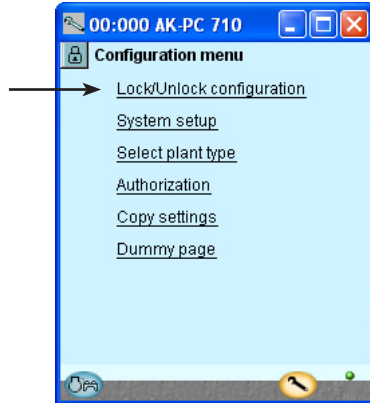 00:000 AK-PC 710
Configuration menu
Lock/Unlock configuration
System setup
Select plant type
Authorization
Copy settings
Dummy page